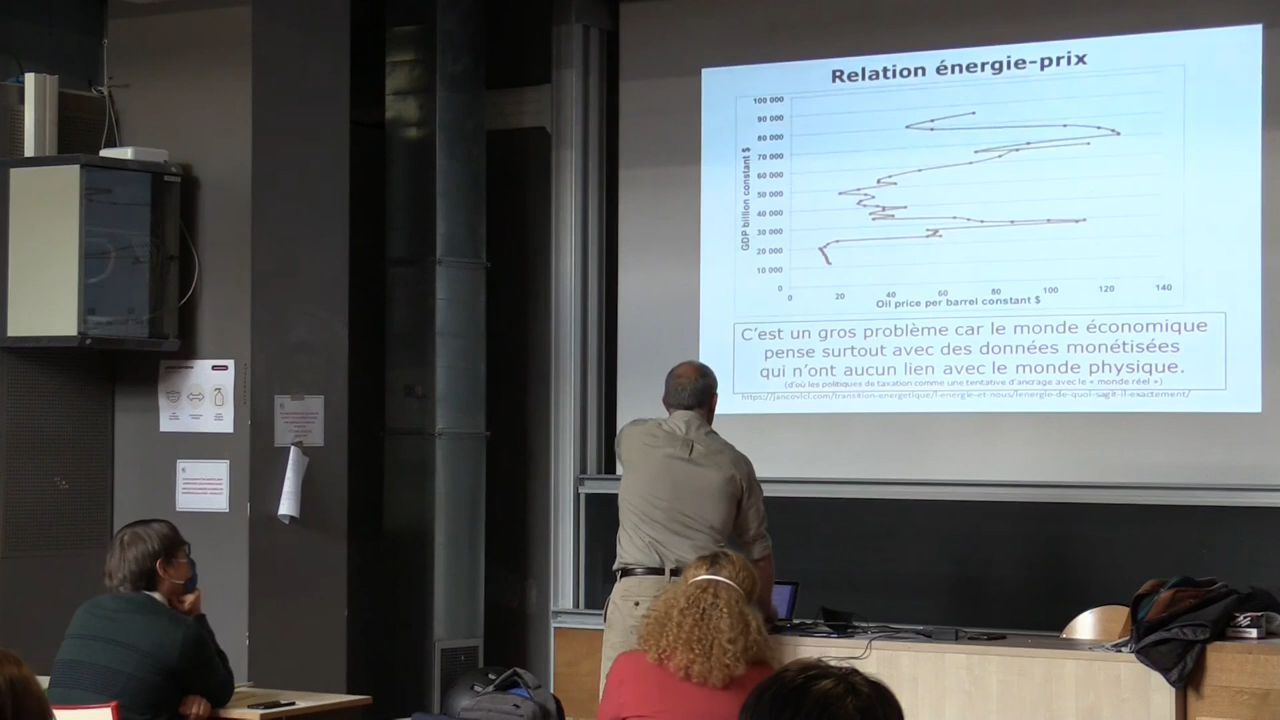 Relation énergie-prix
GDP billion constant $
100 000
90 000
80 000
70 000
60 000
50 000
40 000
30 000
20 000
10 000
0
0 20 40 60 80 100 120 140
Oil price per barrel constant $
C'est un gros problème car le monde économique
pense surtout avec des données monétisées
qui n'ont aucun lien avec le monde physique.
(d'où les politiques de taxation comme une tentative d'ancrage avec le « monde réel »)
https://jancovici.com/transition-energetique/l-energie-et-nous/lenergie-de-quoi-sagit-il-exactement/